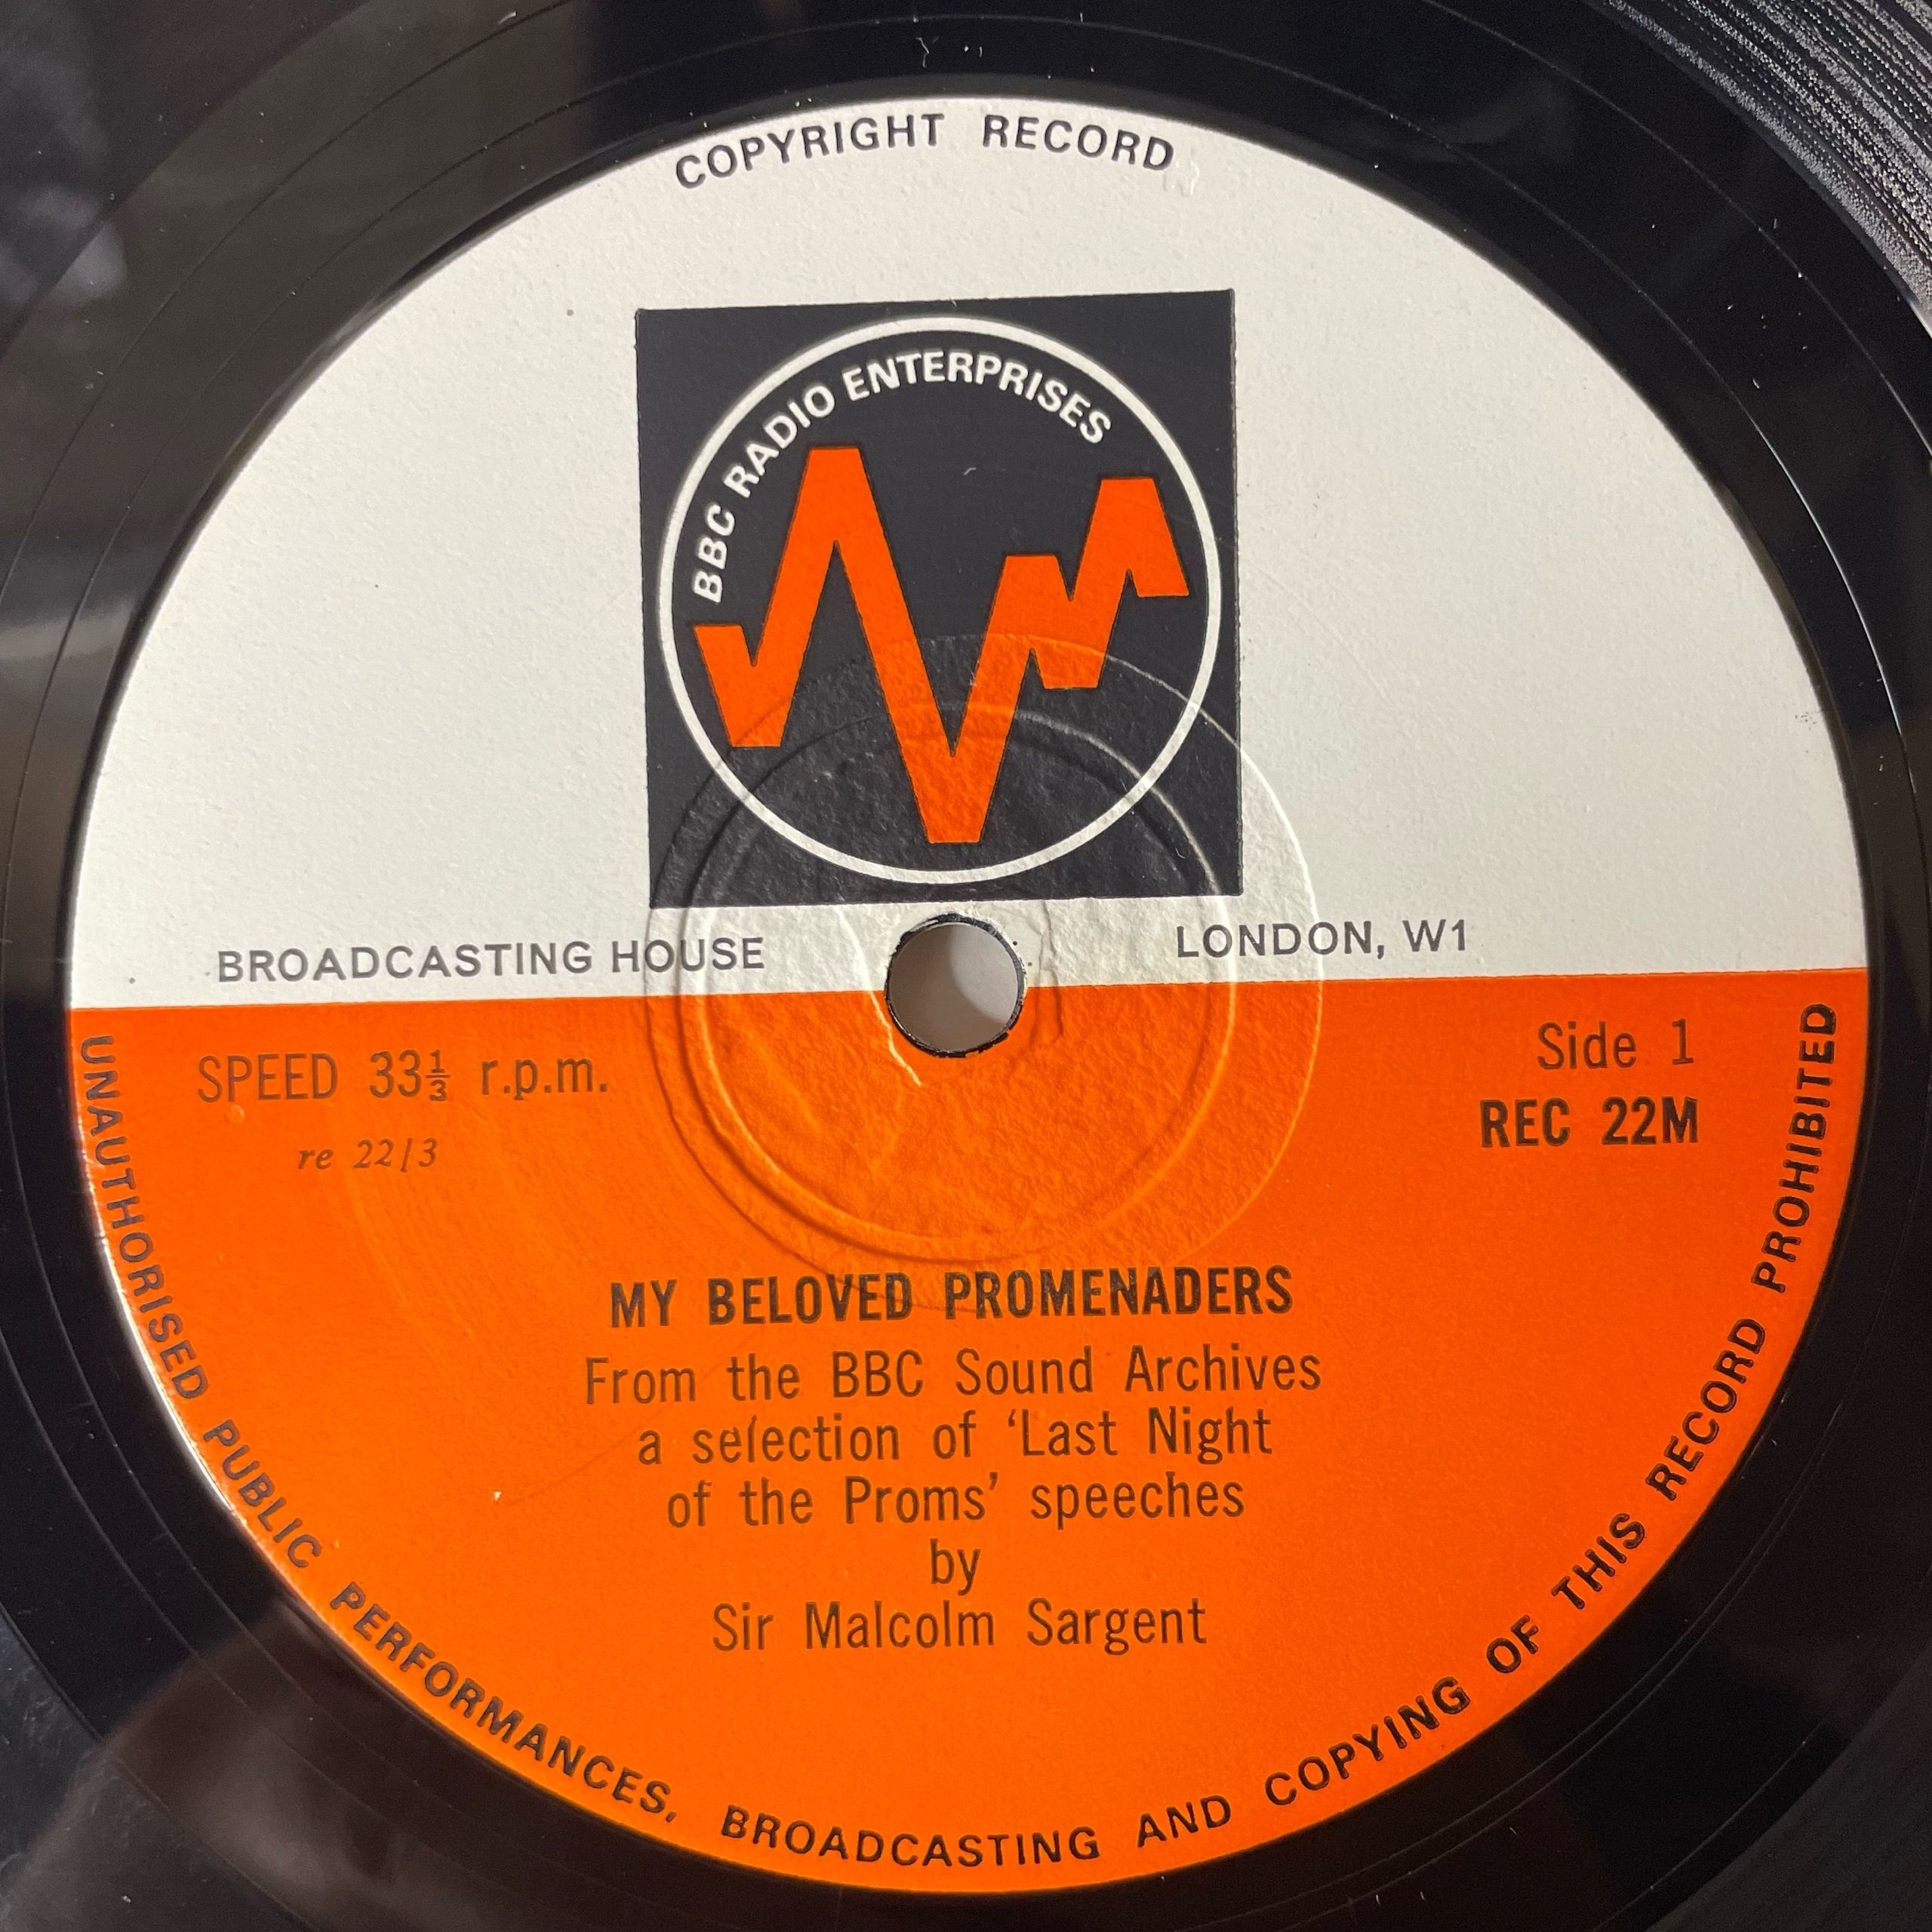 COPYRIGHT RECORD
BBC RADIO ENTERPRISES
BROADCASTING HOUSE
LONDON, W1
SPEED 33⅓ r.p.m.
re 22/3
Side 1
REC 22M
MY BELOVED PROMENADERS
From the BBC Sound Archives
a selection of ‘Last Night
of the Proms’ speeches
by
Sir Malcolm Sargent
UNAUTHORISED PUBLIC PERFORMANCES, BROADCASTING AND COPYING OF THIS RECORD PROHIBITED